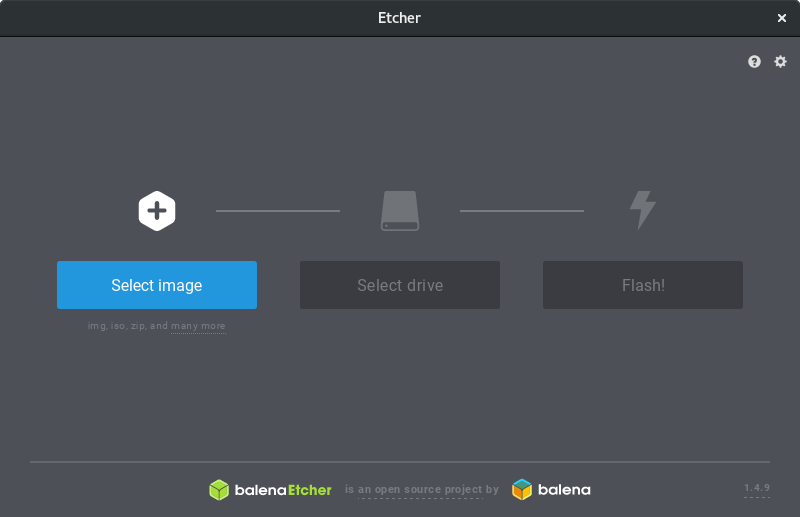 Etcher
Select image
Select drive
Flash!
img, iso, zip, and many more
balenaEtcher is an open source project by balena
1.4.9